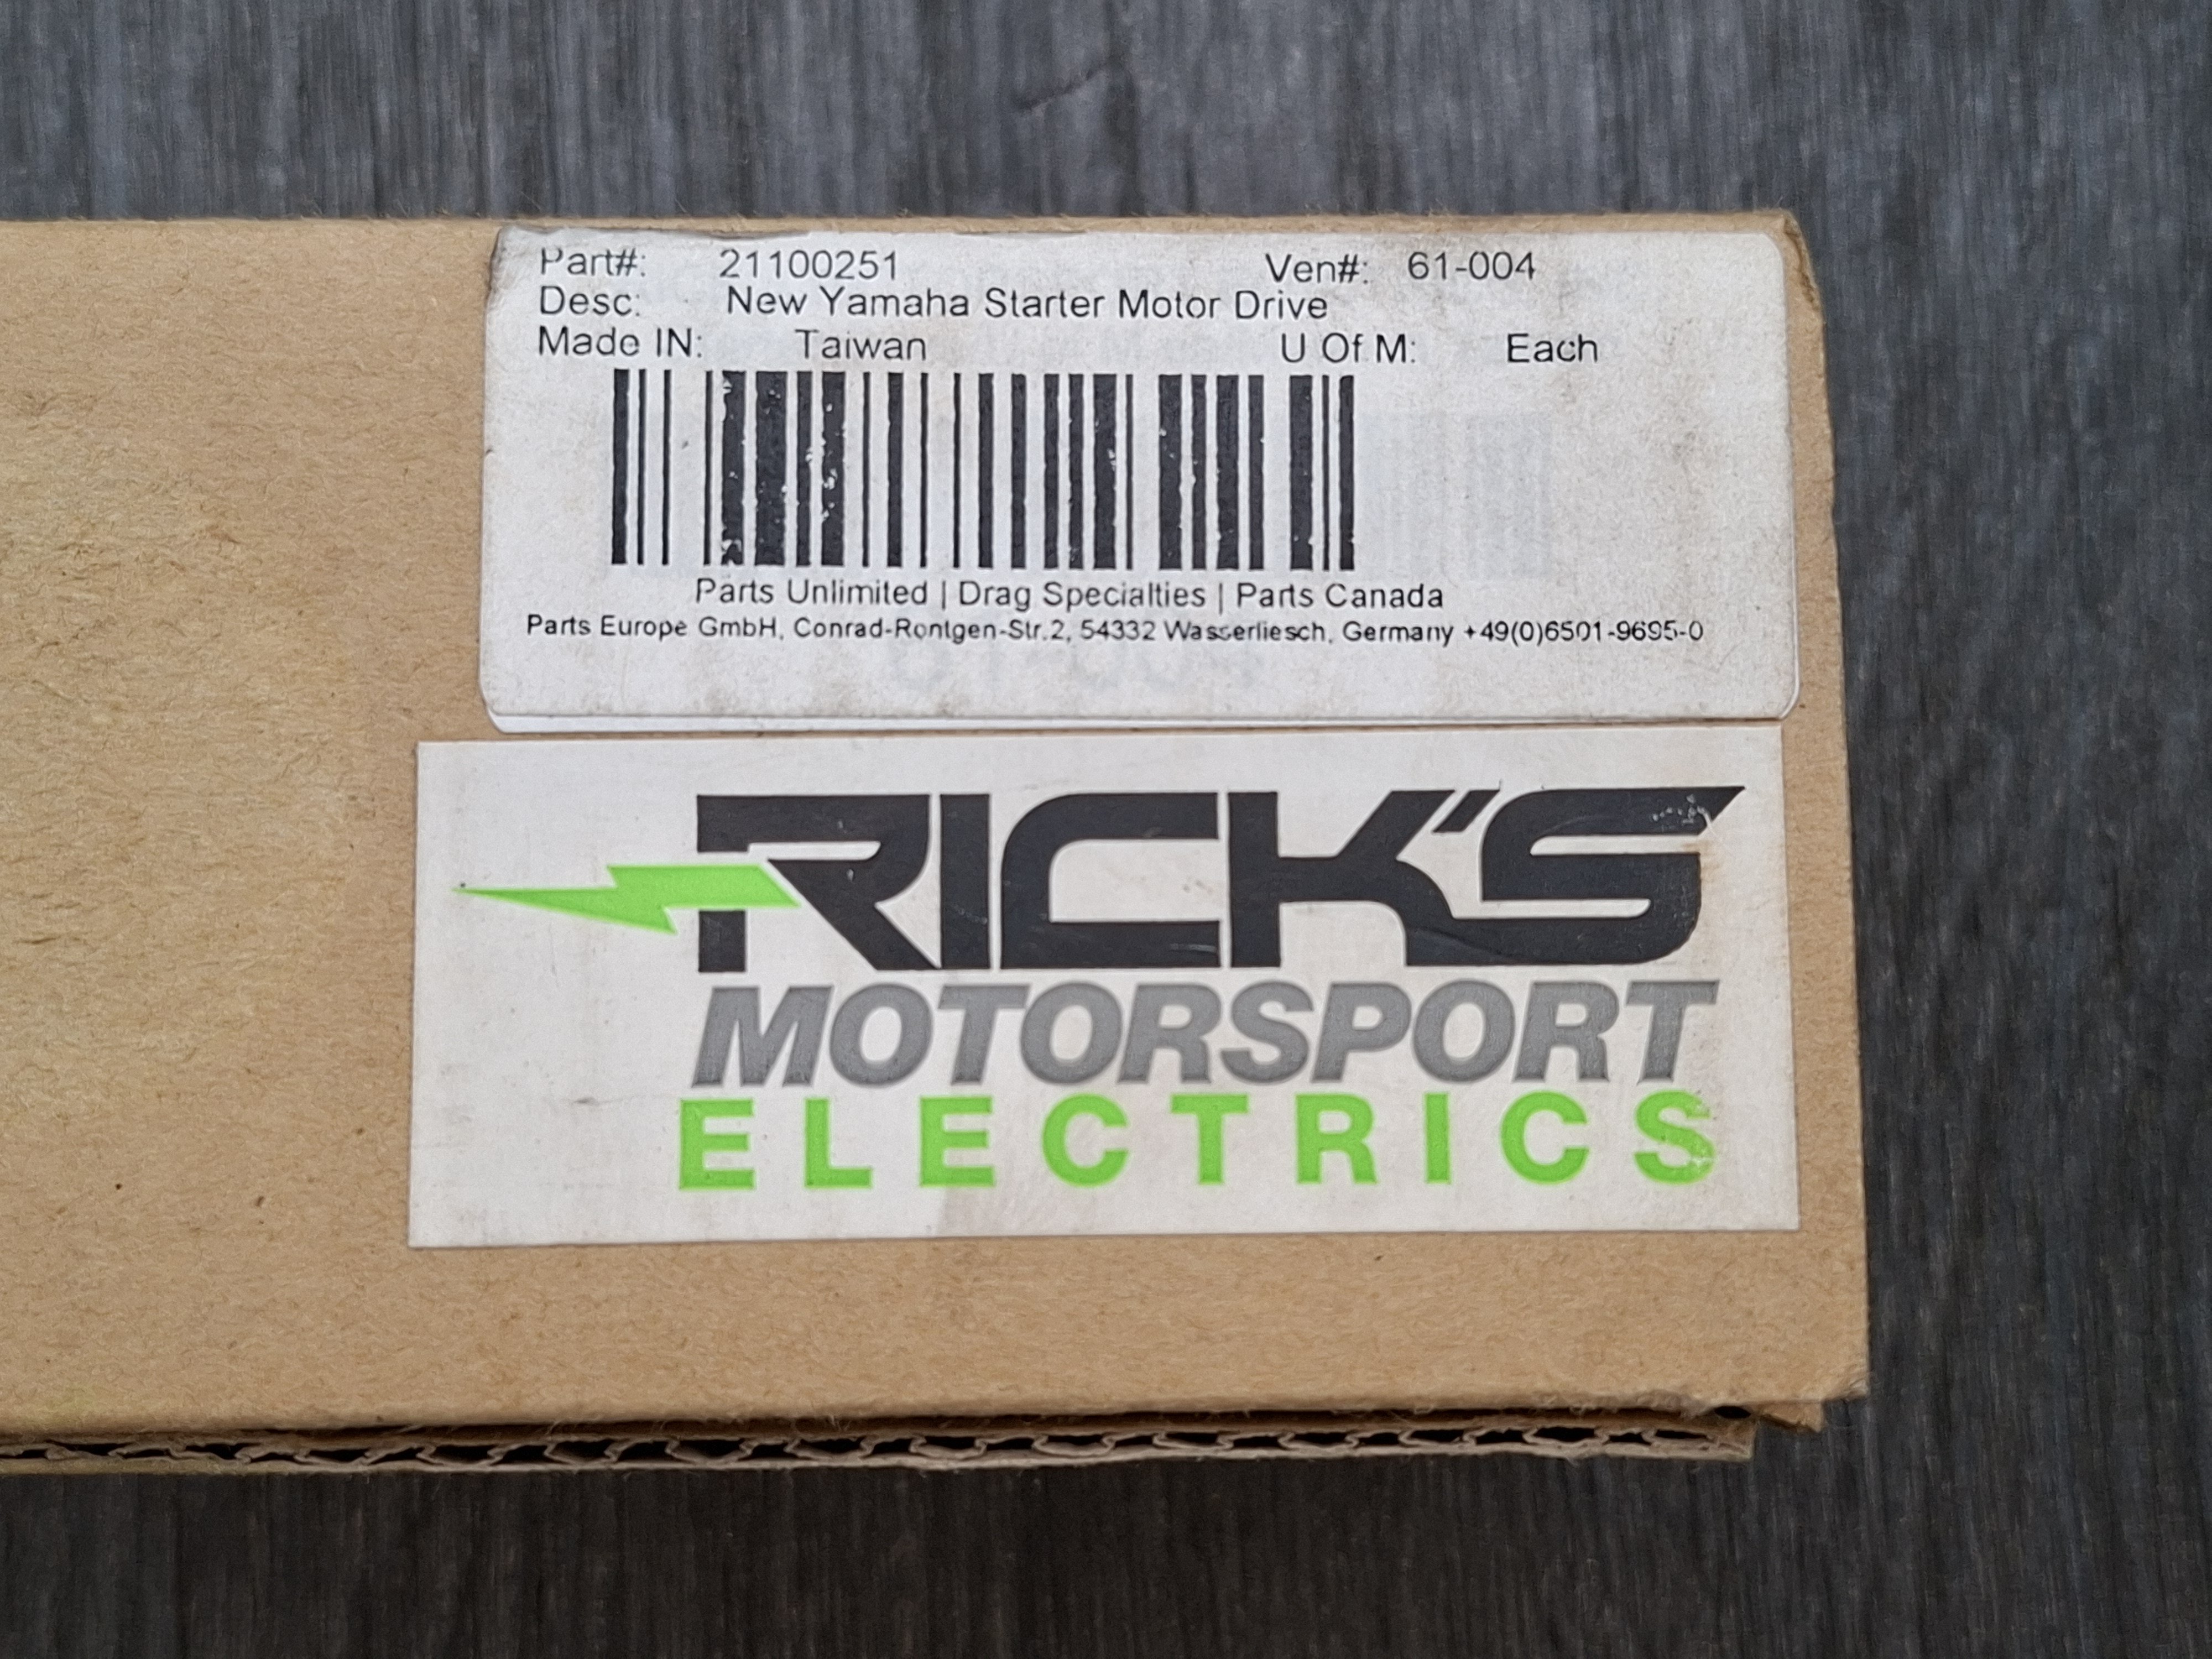 Part#: 21100251 Ven#: 61-004
Desc: New Yamaha Starter Motor Drive
Made IN: Taiwan U Of M: Each
Parts Unlimited | Drag Specialties | Parts Canada
Parts Europe GmbH, Conrad-Rontgen-Str.2, 54332 Wasserliesch, Germany +49(0)6501-9695-0
RICK'S
MOTORSPORT
ELECTRICS